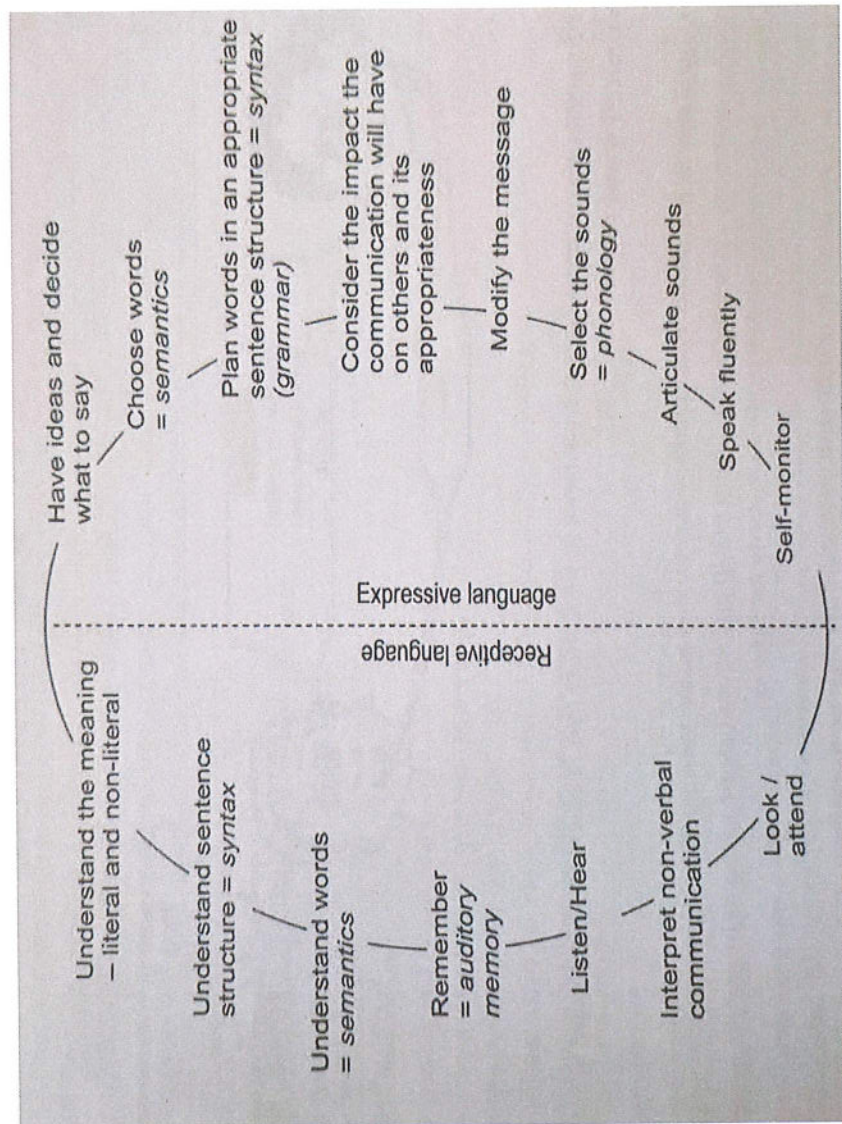 Understand the meaning
– literal and non-literal
Understand sentence
structure = syntax
Understand words
= semantics
Remember
= auditory
memory
Listen/Hear
Interpret non-verbal
communication
Look /
attend
Receptive language
Expressive language
Have ideas and decide
what to say
Choose words
= semantics
Plan words in an appropriate
sentence structure = syntax
(grammar)
Consider the impact the
communication will have
on others and its
appropriateness
Modify the message
Select the sounds
= phonology
Articulate sounds
Speak fluently
Self-monitor